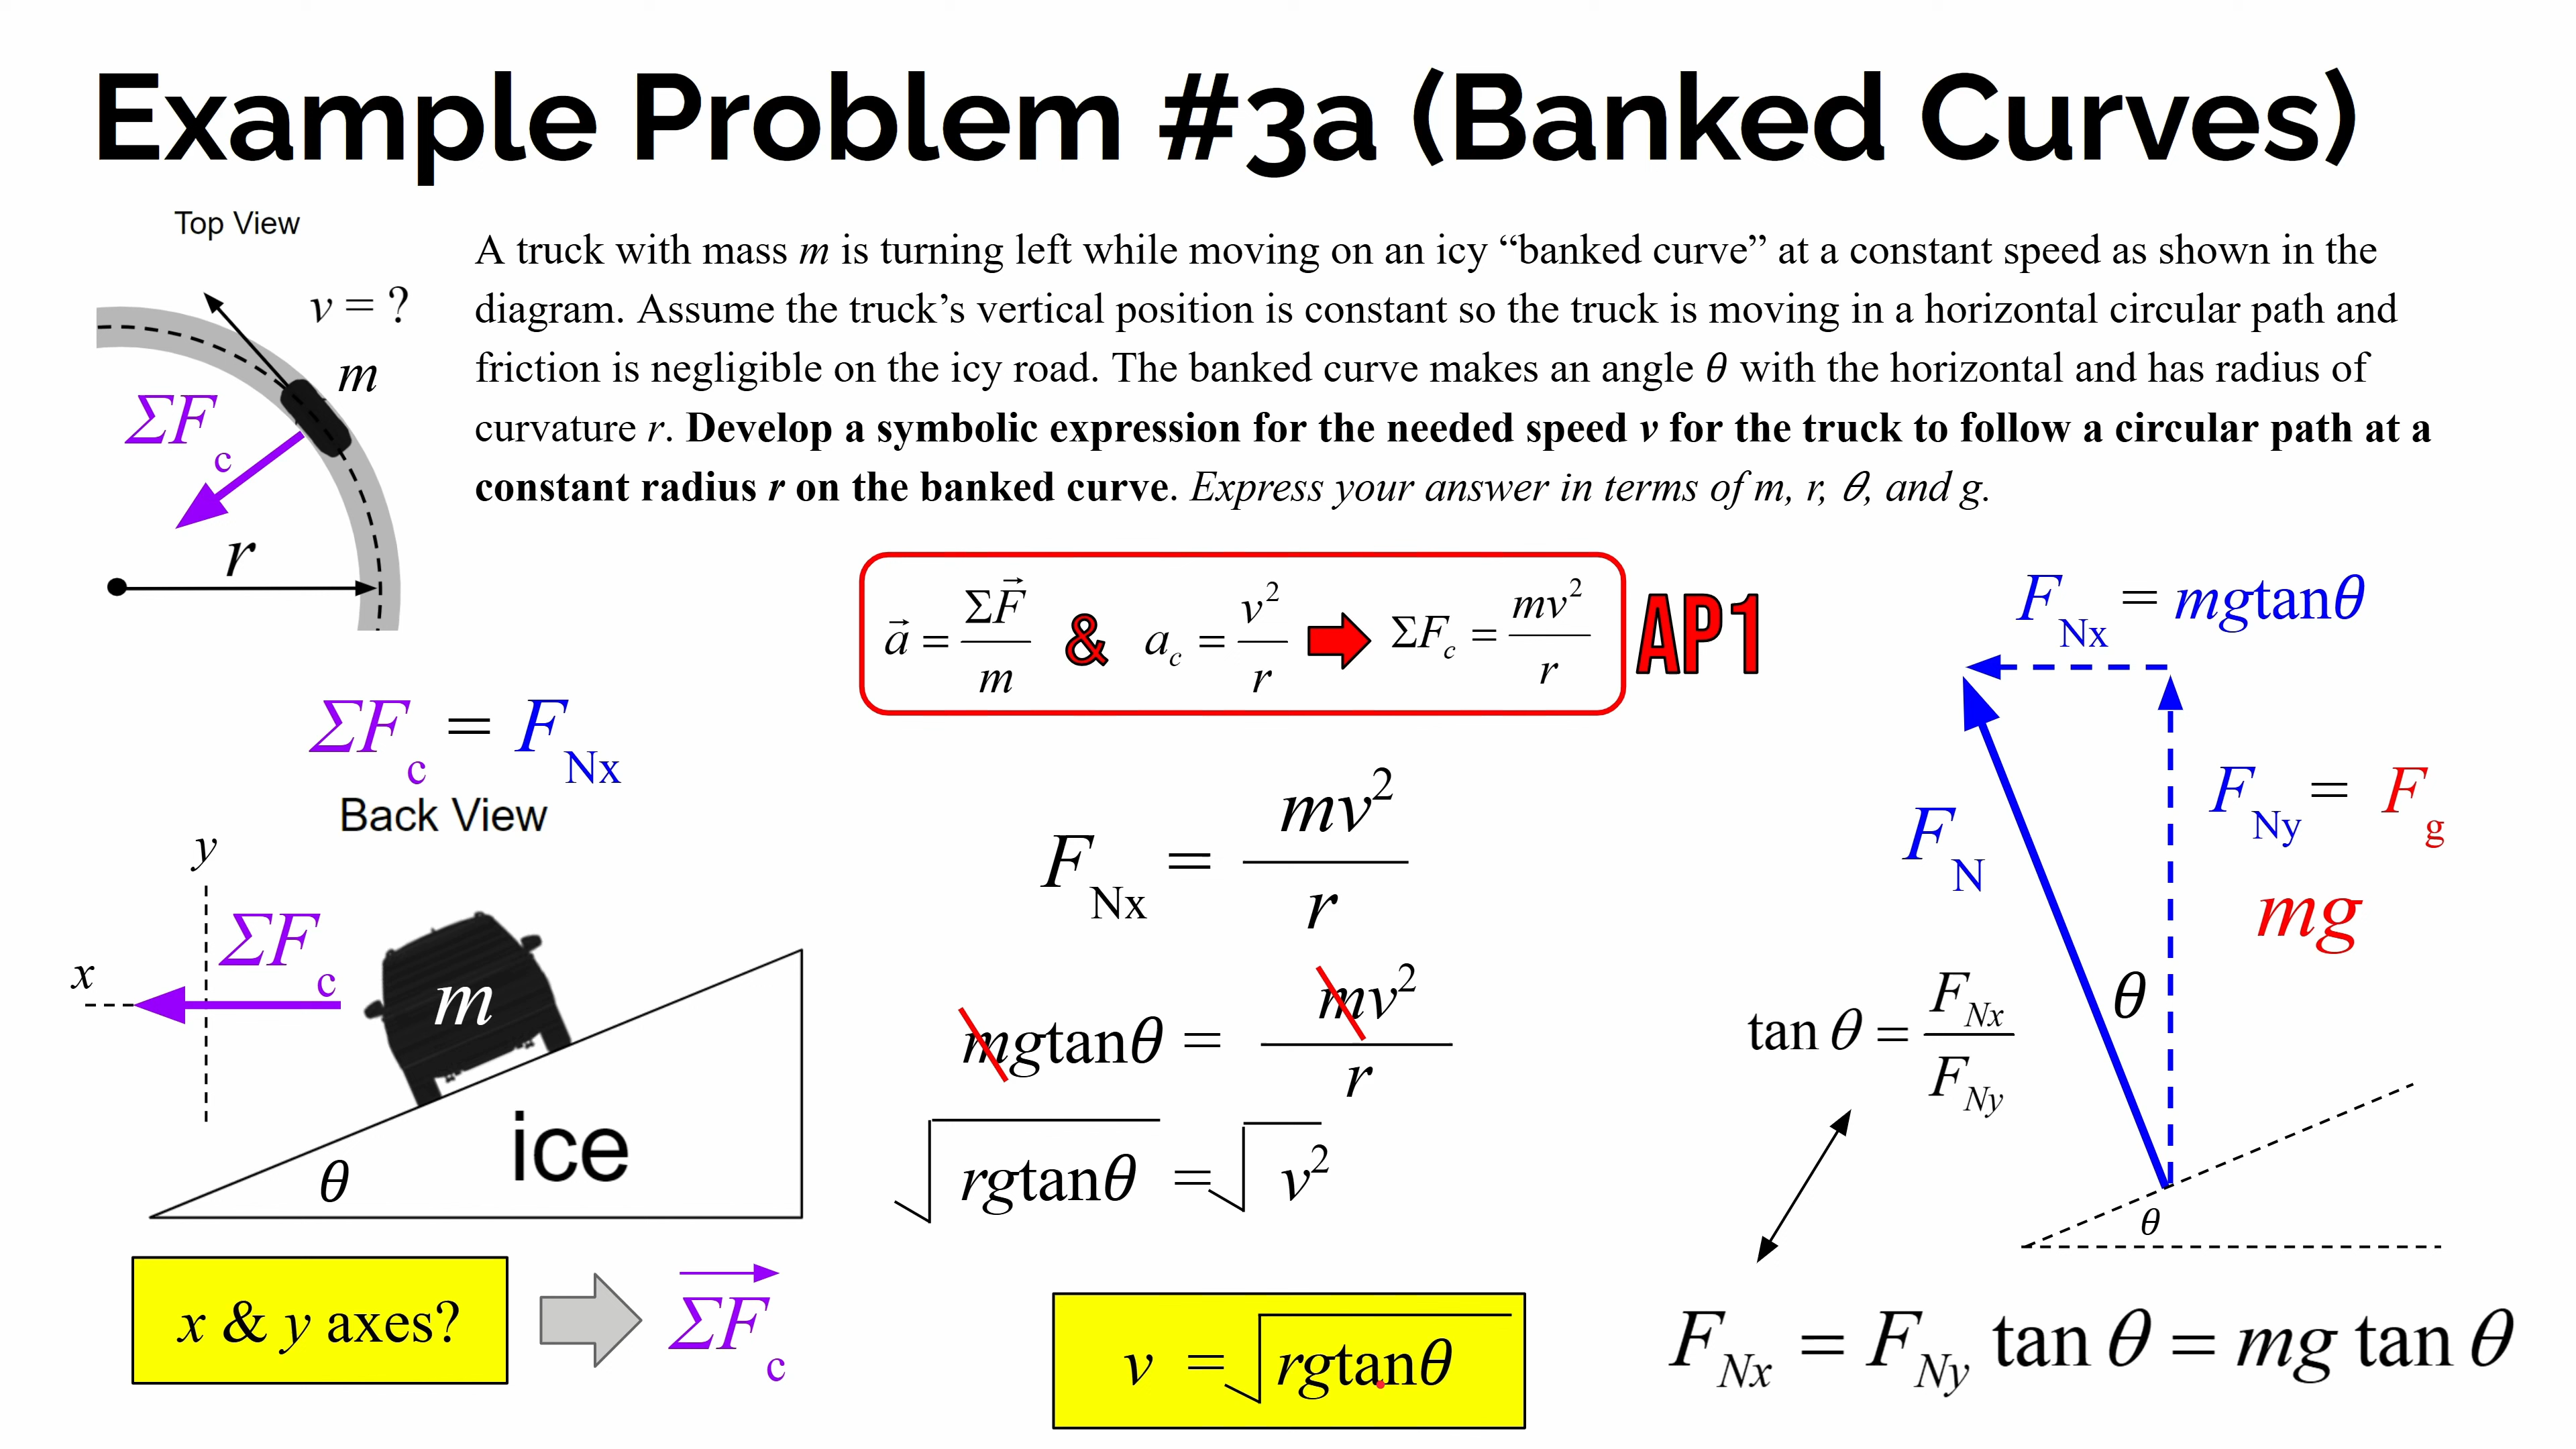 Example Problem #3a (Banked Curves)
Top View
v = ?
m
ΣFc
r
A truck with mass m is turning left while moving on an icy “banked curve” at a constant speed as shown in the
diagram. Assume the truck’s vertical position is constant so the truck is moving in a horizontal circular path and
friction is negligible on the icy road. The banked curve makes an angle θ with the horizontal and has radius of
curvature r. Develop a symbolic expression for the needed speed v for the truck to follow a circular path at a
constant radius r on the banked curve. Express your answer in terms of m, r, θ, and g.
a⃗ = ΣF⃗/m & a_c = v²/r ➡ ΣF_c = mv²/r AP1
ΣFc = FNx
Back View
y
x
ΣFc
m
ice
θ
x & y axes?
ΣFc
FNx = mv²/r
mgtanθ = mv²/r
√rgtanθ = √v²
v = √rgtanθ
FNx = mgtanθ
FN
FNy = Fg
mg
θ
tan θ = FNx/FNy
θ
FNx = FNy tan θ = mg tan θ